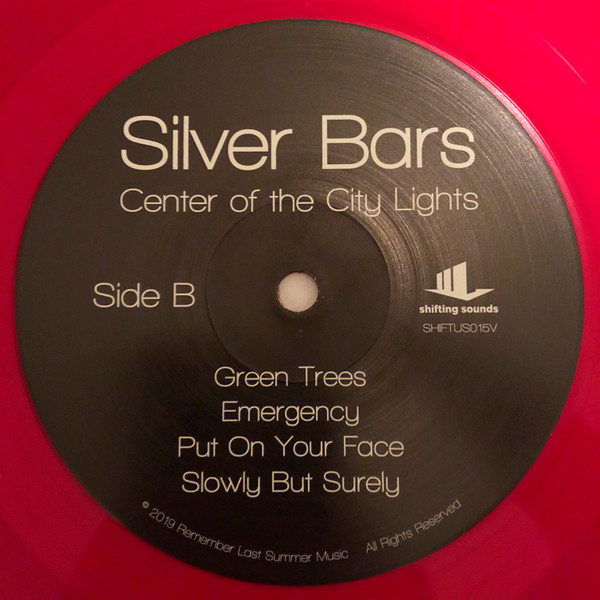 Silver Bars
Center of the City Lights
Side B
shifting sounds
SHIFTUS015V
Green Trees
Emergency
Put On Your Face
Slowly But Surely
© 2019 Remember Last Summer Music All Rights Reserved